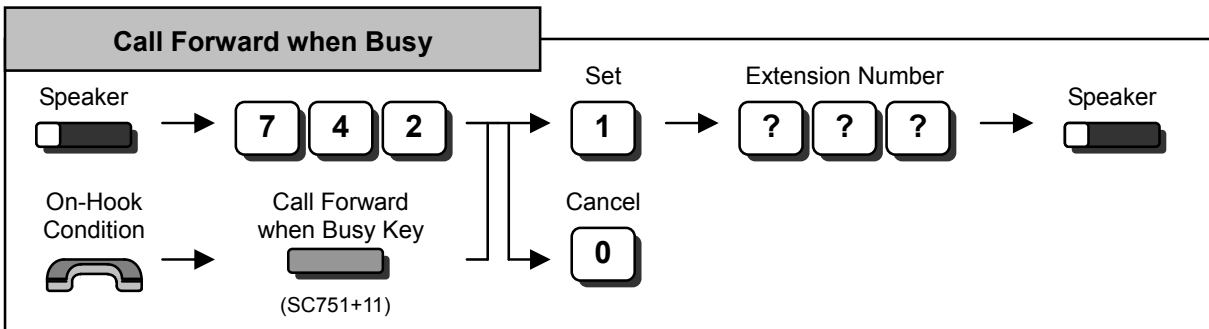 Call Forward when Busy
Set
Extension Number
Speaker
Speaker
7 4 2
1
? ? ?
On-Hook
Condition
Call Forward
when Busy Key
Cancel
0
(SC751+11)